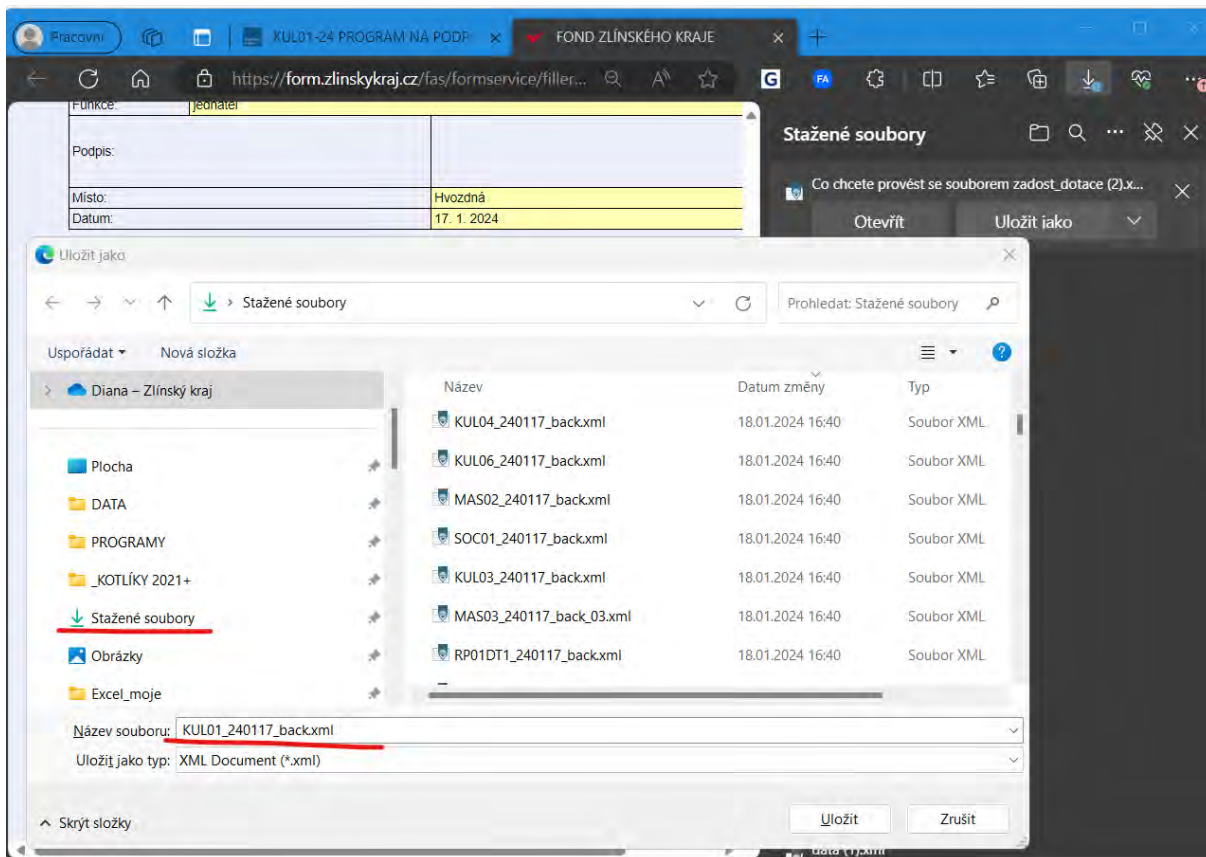 Pracovní
KUL01-24 PROGRAM NA PODP
FOND ZLÍNSKÉHO KRAJE
https://form.zlinskykraj.cz/fas/formservice/filler...
Funkce: jednatel
Podpis:
Místo: Hvozdná
Datum: 17. 1. 2024
Stažené soubory
Co chcete provést se souborem zadost_dotace (2).x...
Otevřít Uložit jako
Uložit jako
Stažené soubory
Prohledat: Stažené soubory
Uspořádat Nová složka
Diana – Zlínský kraj
Plocha
DATA
PROGRAMY
_KOTLÍKY 2021+
Stažené soubory
Obrázky
Excel_moje
Název Datum změny Typ
KUL04_240117_back.xml 18.01.2024 16:40 Soubor XML
KUL06_240117_back.xml 18.01.2024 16:40 Soubor XML
MAS02_240117_back.xml 18.01.2024 16:40 Soubor XML
SOC01_240117_back.xml 18.01.2024 16:40 Soubor XML
KUL03_240117_back.xml 18.01.2024 16:40 Soubor XML
MAS03_240117_back_03.xml 18.01.2024 16:40 Soubor XML
RP01DT1_240117_back.xml 18.01.2024 16:40 Soubor XML
Název souboru: KUL01_240117_back.xml
Uložit jako typ: XML Document (*.xml)
Skrýt složky
Uložit Zrušit
data (1).xml